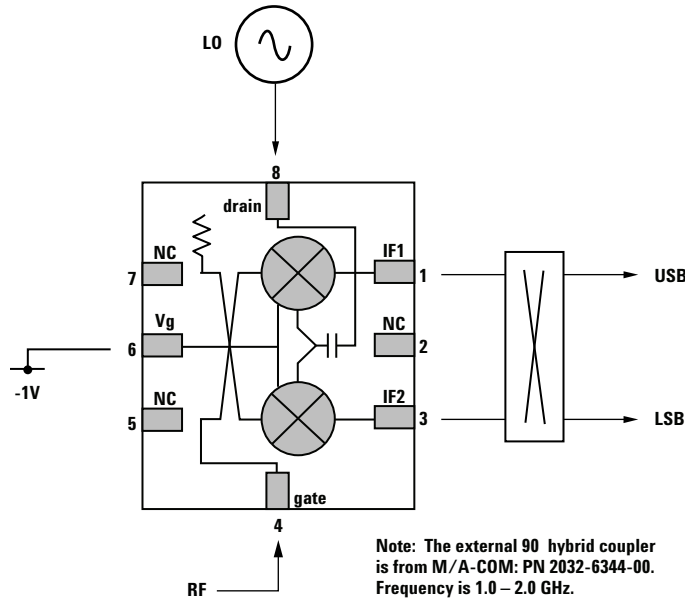 LO
8
drain
NC
7
IF1
1
USB
Vg
6
NC
2
-1V
NC
5
IF2
3
LSB
gate
4
RF
Note: The external 90 hybrid coupler
is from M/A-COM: PN 2032-6344-00.
Frequency is 1.0 – 2.0 GHz.